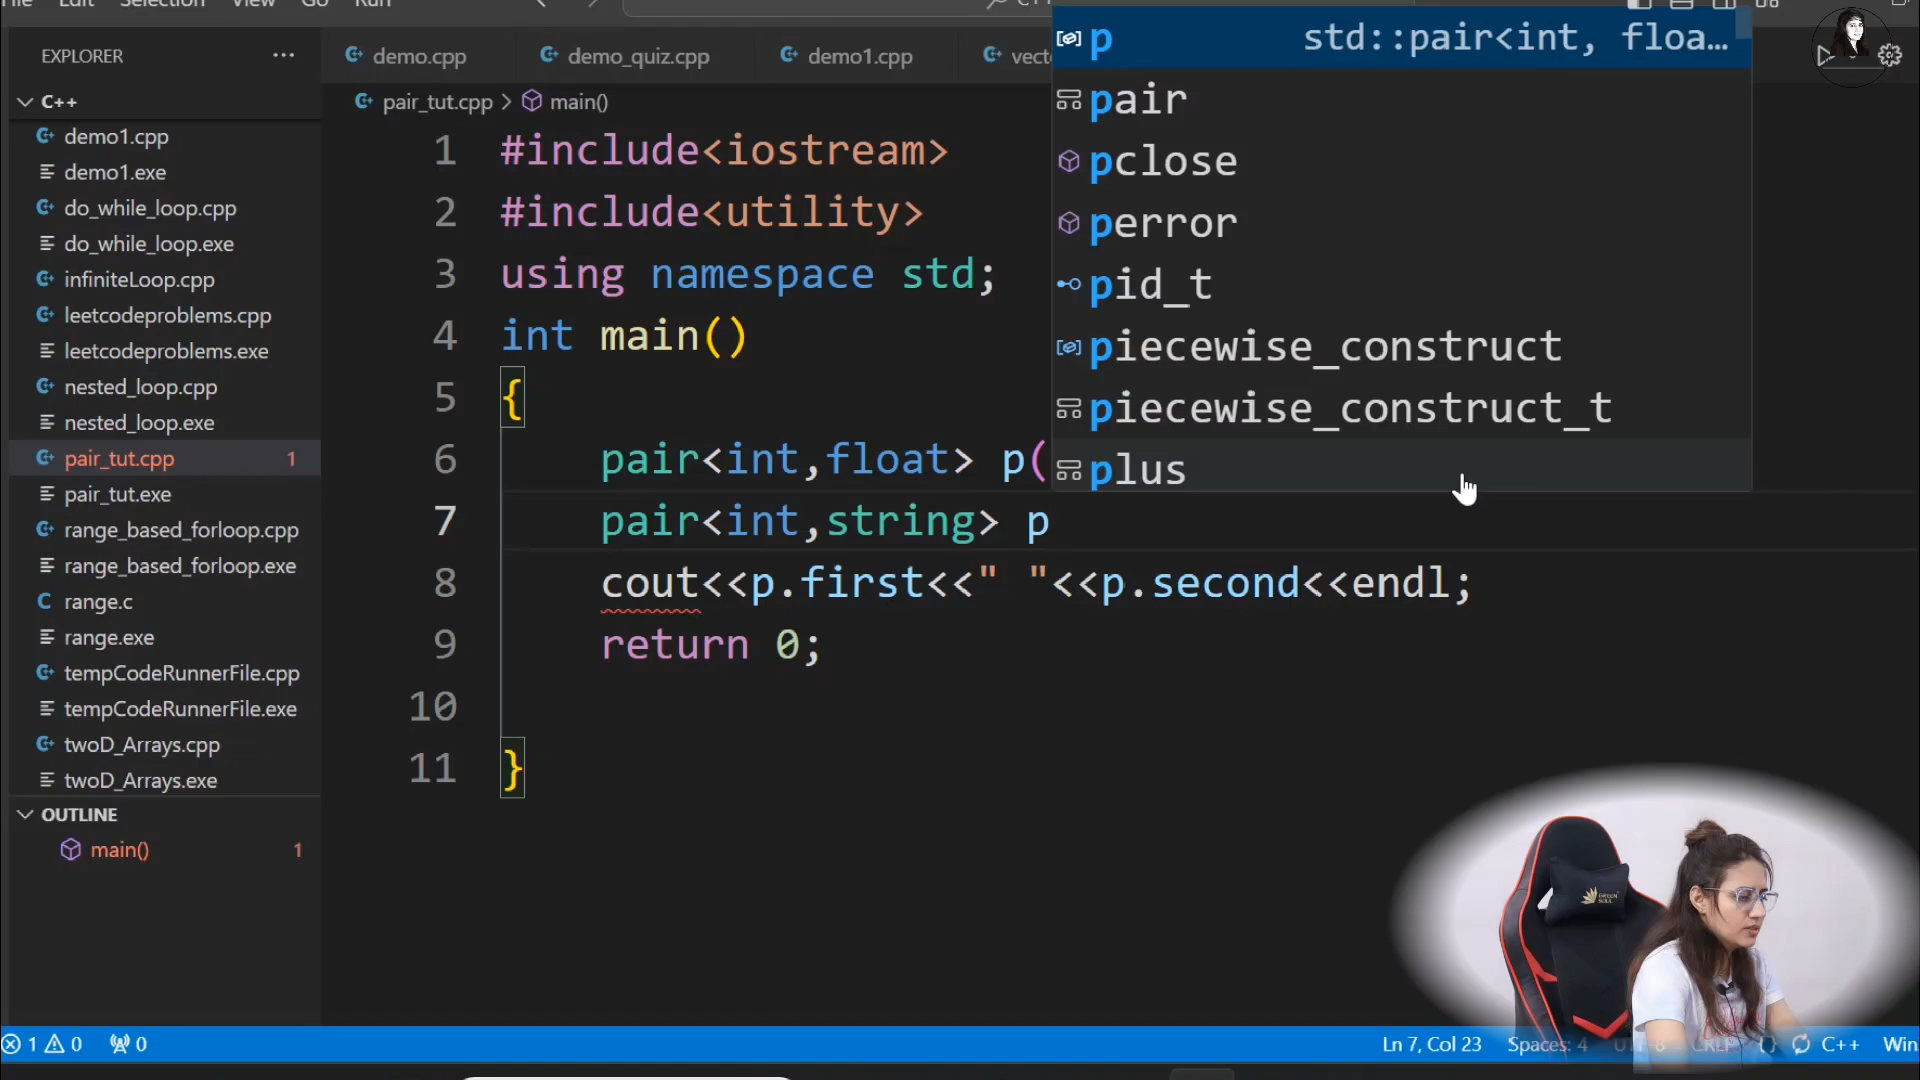 File Edit Selection View Go Run
EXPLORER
C++
demo1.cpp
demo1.exe
do_while_loop.cpp
do_while_loop.exe
infiniteLoop.cpp
leetcodeproblems.cpp
leetcodeproblems.exe
nested_loop.cpp
nested_loop.exe
pair_tut.cpp 1
pair_tut.exe
range_based_forloop.cpp
range_based_forloop.exe
range.c
range.exe
tempCodeRunnerFile.cpp
tempCodeRunnerFile.exe
twoD_Arrays.cpp
twoD_Arrays.exe
OUTLINE
main() 1
demo.cpp demo_quiz.cpp demo1.cpp
pair_tut.cpp > main()
1 #include<iostream>
2 #include<utility>
3 using namespace std;
4 int main()
5 {
6 pair<int,float> p(
7 pair<int,string> p
8 cout<<p.first<<" "<<p.second<<endl;
9 return 0;
10
11 }
p std::pair<int, floa…
pair
pclose
perror
pid_t
piecewise_construct
piecewise_construct_t
plus
1 0 0 Ln 7, Col 23 Spaces: 4 UTF-8 CRLF {} C++ Win